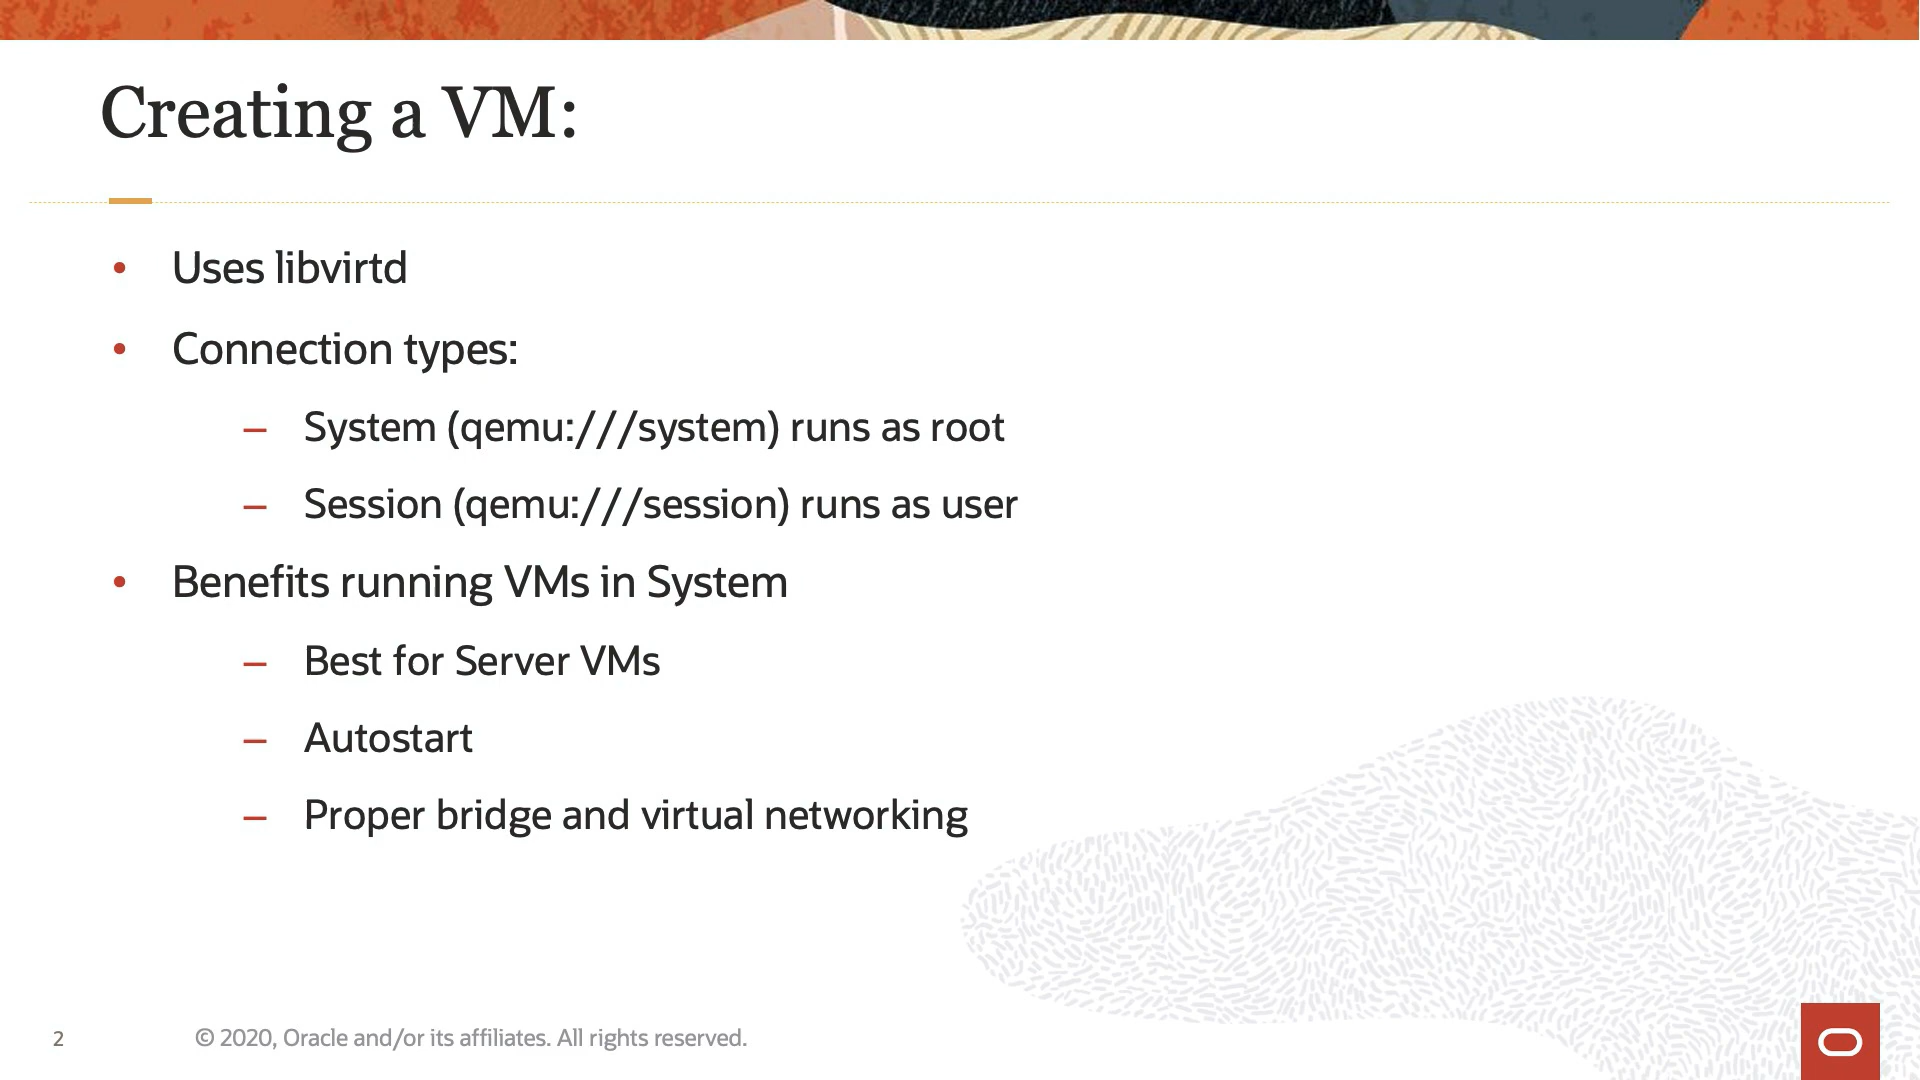 Creating a VM:
• Uses libvirtd
• Connection types:
– System (qemu:///system) runs as root
– Session (qemu:///session) runs as user
• Benefits running VMs in System
– Best for Server VMs
– Autostart
– Proper bridge and virtual networking
2
© 2020, Oracle and/or its affiliates. All rights reserved.